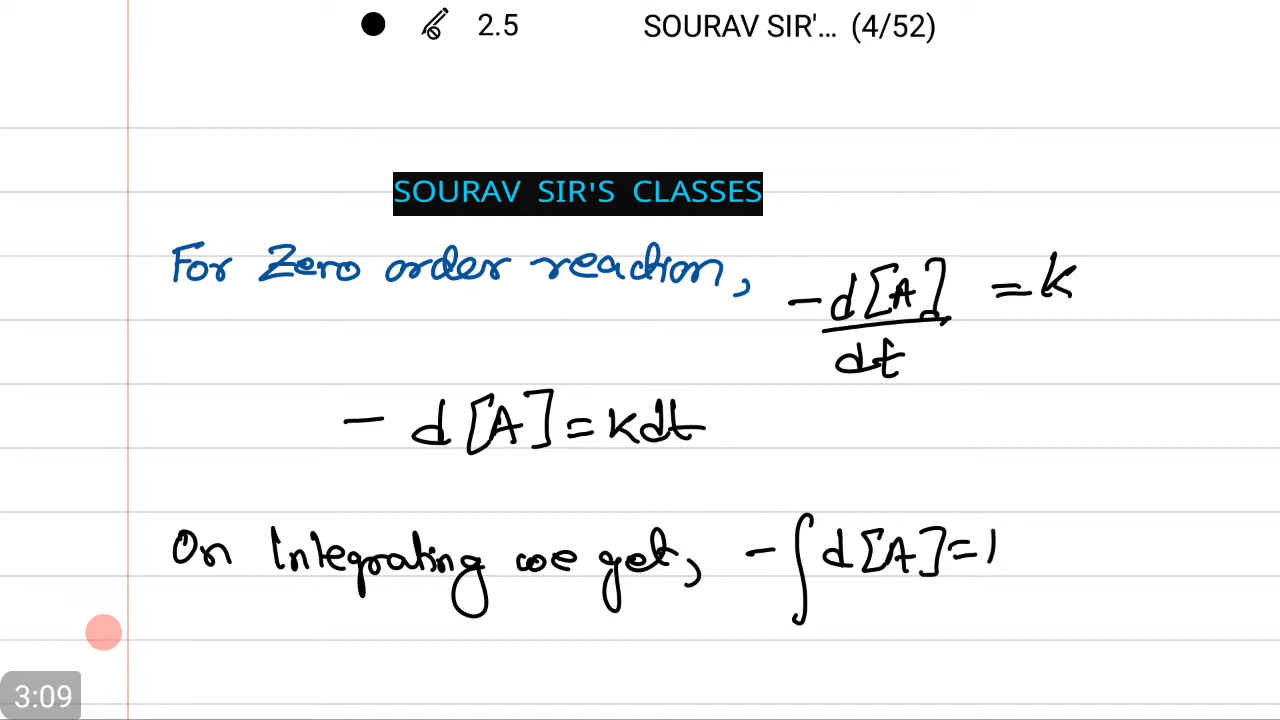 2.5 SOURAV SIR'... (4/52)
SOURAV SIR'S CLASSES
For Zero order reaction, -d[A]/dt = k
- d[A] = kdt
On Integrating we get, - ∫ d[A] = 1
3:09